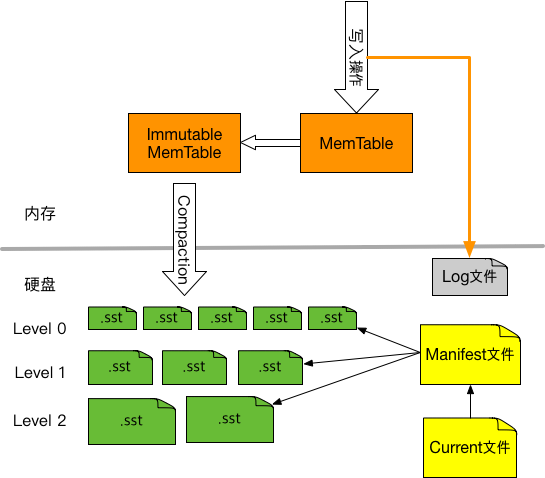 写入操作
Immutable
MemTable
MemTable
内存
Compaction
硬盘
Log文件
Level 0
.sst
.sst
.sst
.sst
.sst
Manifest文件
Level 1
.sst
.sst
.sst
Level 2
.sst
.sst
Current文件